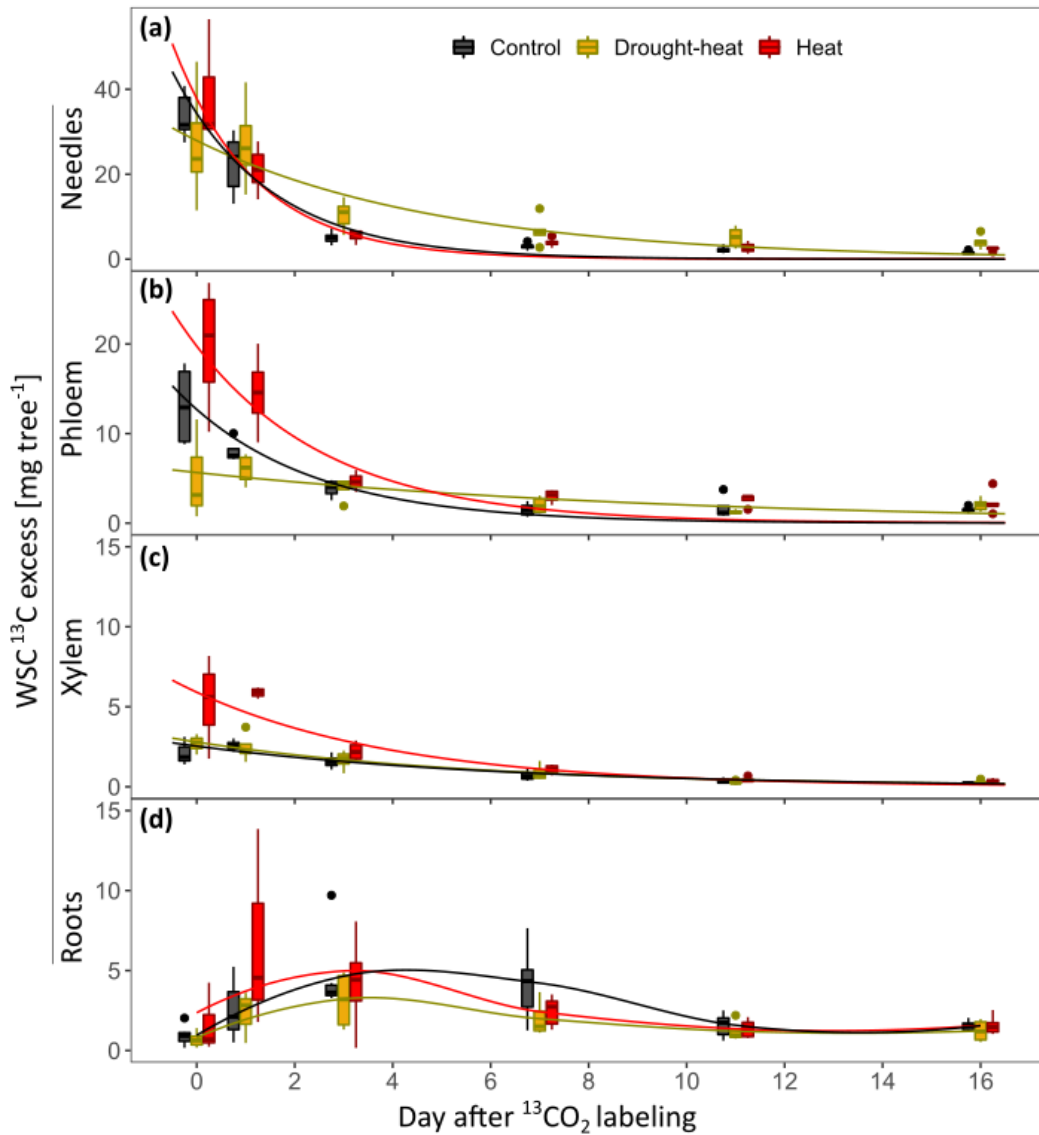 (a)
Control Drought-heat Heat
40
20
0
Needles
(b)
20
10
0
Phloem
WSC ¹³C excess [mg tree⁻¹]
(c)
15
10
5
0
Xylem
(d)
15
10
5
0
Roots
0 2 4 6 8 10 12 14 16
Day after ¹³CO₂ labeling